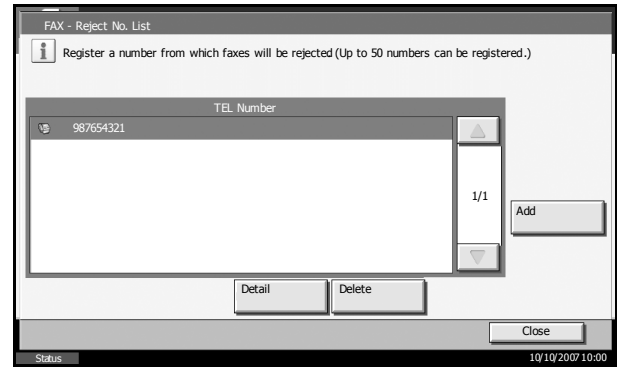 FAX - Reject No. List
Register a number from which faxes will be rejected (Up to 50 numbers can be registered.)
TEL Number
987654321
1/1
Add
Detail
Delete
Close
Status
10/10/2007 10:00